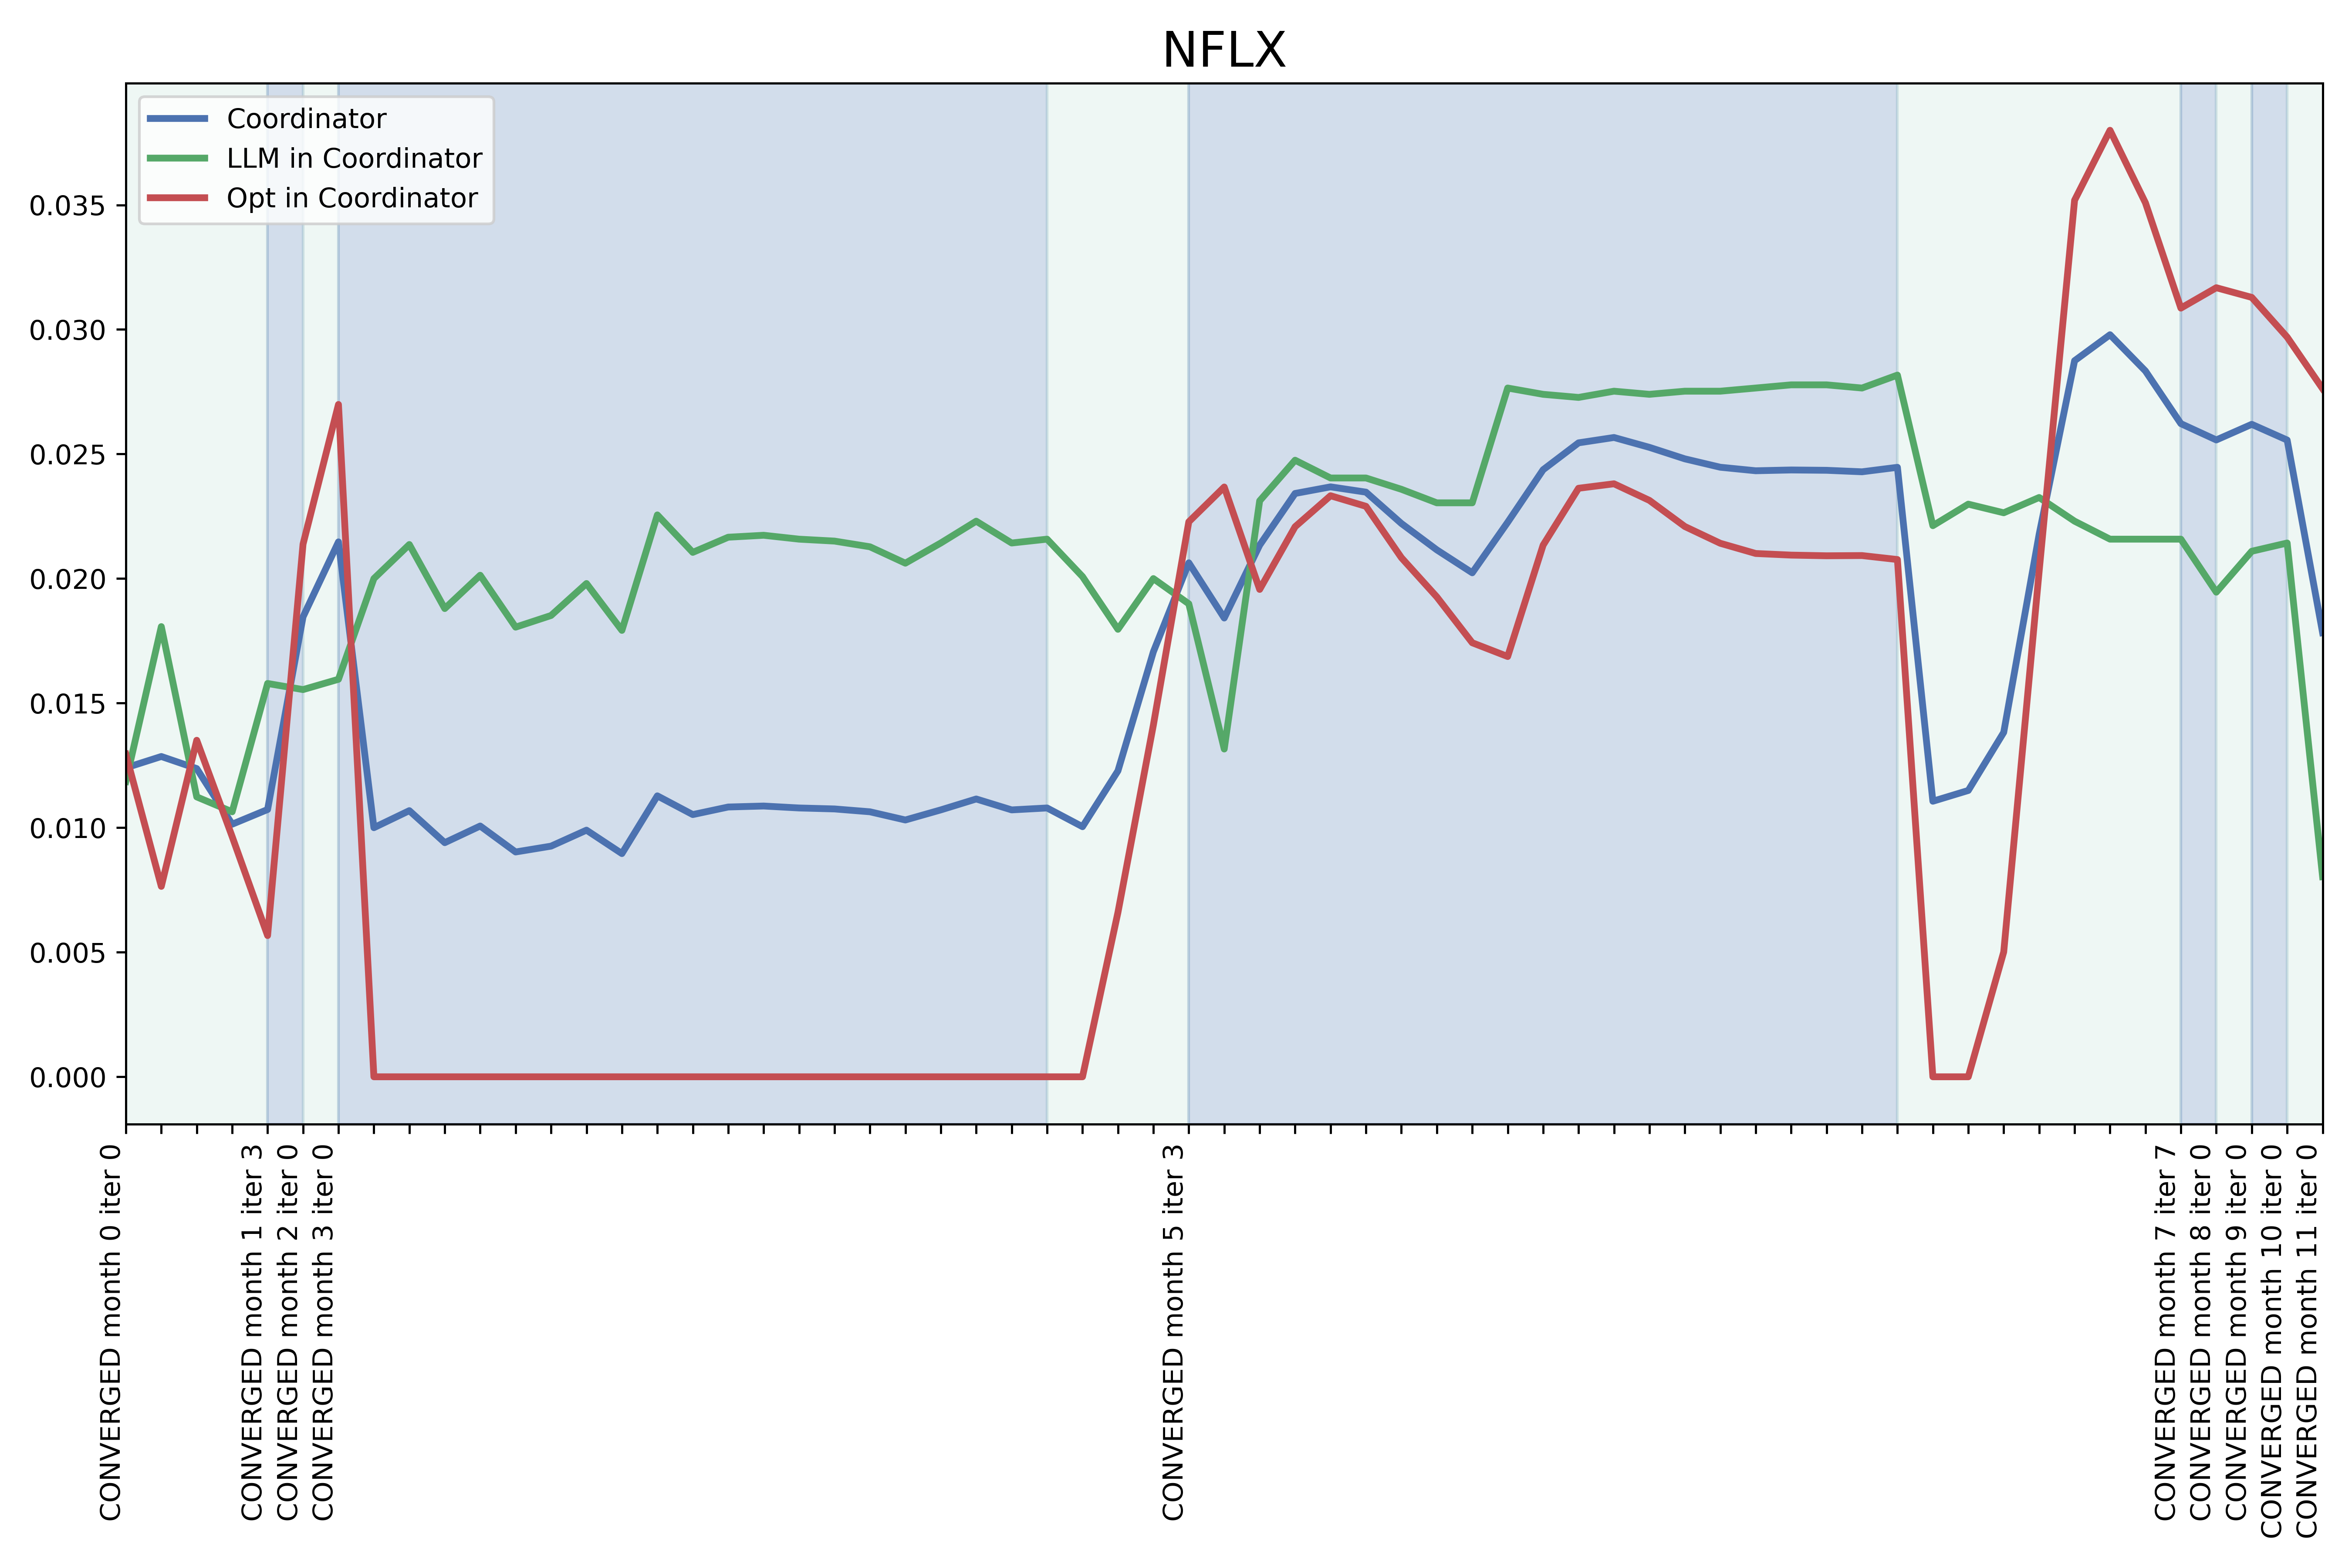 NFLX
Coordinator
LLM in Coordinator
Opt in Coordinator
0.035
0.030
0.025
0.020
0.015
0.010
0.005
0.000
CONVERGED month 0 iter 0
CONVERGED month 1 iter 3
CONVERGED month 2 iter 0
CONVERGED month 3 iter 0
CONVERGED month 5 iter 3
CONVERGED month 7 iter 7
CONVERGED month 8 iter 0
CONVERGED month 9 iter 0
CONVERGED month 10 iter 0
CONVERGED month 11 iter 0